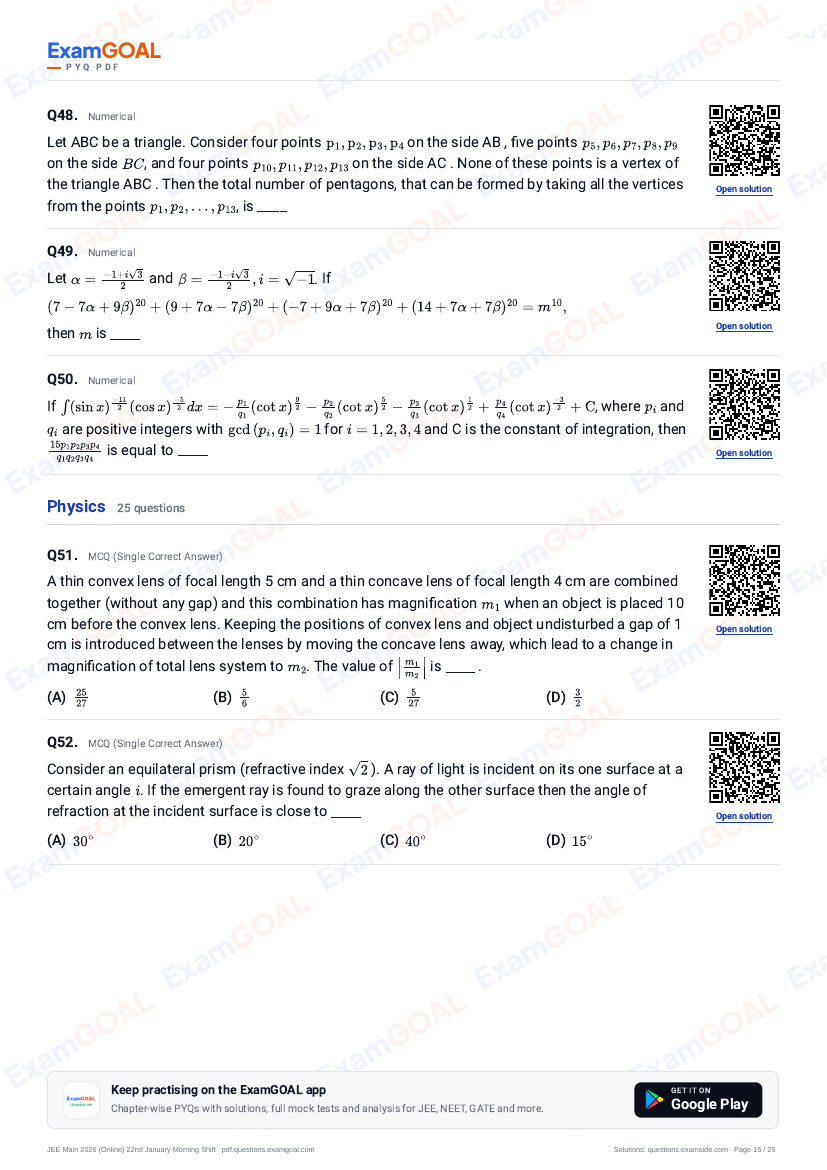 ExamGOAL
PYQ PDF
Q48. Numerical
Let ABC be a triangle. Consider four points p₁, p₂, p₃, p₄ on the side AB , five points p₅, p₆, p₇, p₈, p₉
on the side BC, and four points p₁₀, p₁₁, p₁₂, p₁₃ on the side AC . None of these points is a vertex of
the triangle ABC . Then the total number of pentagons, that can be formed by taking all the vertices
from the points p₁, p₂, . . . , p₁₃, is ____
Open solution
Q49. Numerical
Let α = (−1+i√3)/2 and β = (−1−i√3)/2, i = √−1. If
(7 − 7α + 9β)²⁰ + (9 + 7α − 7β)²⁰ + (−7 + 9α + 7β)²⁰ + (14 + 7α + 7β)²⁰ = m¹⁰,
then m is ____
Open solution
Q50. Numerical
If ∫(sin x)^(−11/2) (cos x)^(−5/2) dx = −p₁/q₁ (cot x)^(9/2) − p₂/q₂ (cot x)^(5/2) − p₃/q₃ (cot x)^(1/2) + p₄/q₄ (cot x)^(−3/2) + C, where pᵢ and
qᵢ are positive integers with gcd (pᵢ, qᵢ) = 1 for i = 1, 2, 3, 4 and C is the constant of integration, then
15p₁p₂p₃p₄/q₁q₂q₃q₄ is equal to ____
Open solution
Physics 25 questions
Q51. MCQ (Single Correct Answer)
A thin convex lens of focal length 5 cm and a thin concave lens of focal length 4 cm are combined
together (without any gap) and this combination has magnification m₁ when an object is placed 10
cm before the convex lens. Keeping the positions of convex lens and object undisturbed a gap of 1
cm is introduced between the lenses by moving the concave lens away, which lead to a change in
magnification of total lens system to m₂. The value of |m₁/m₂| is ____ .
Open solution
(A) 25/27 (B) 5/6 (C) 5/27 (D) 3/2
Q52. MCQ (Single Correct Answer)
Consider an equilateral prism (refractive index √2 ). A ray of light is incident on its one surface at a
certain angle i. If the emergent ray is found to graze along the other surface then the angle of
refraction at the incident surface is close to ____
Open solution
(A) 30° (B) 20° (C) 40° (D) 15°
ExamGOAL
Keep practising on the ExamGOAL app
Chapter-wise PYQs with solutions, full mock tests and analysis for JEE, NEET, GATE and more.
GET IT ON
Google Play
JEE Main 2026 (Online) 22nd January Morning Shift · pdf.questions.examgoal.com
Solutions: questions.examside.com · Page 15 / 25